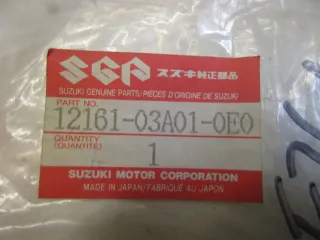 SGP スズキ純正部品
SUZUKI GENUINE PARTS/PIECES D'ORIGINE DE SUZUKI
PART NO.
12161-03A01-0E0
QUANTITY
(QUANTITE)
1
SUZUKI MOTOR CORPORATION
MADE IN JAPAN/FABRIQUÉ AU JAPON